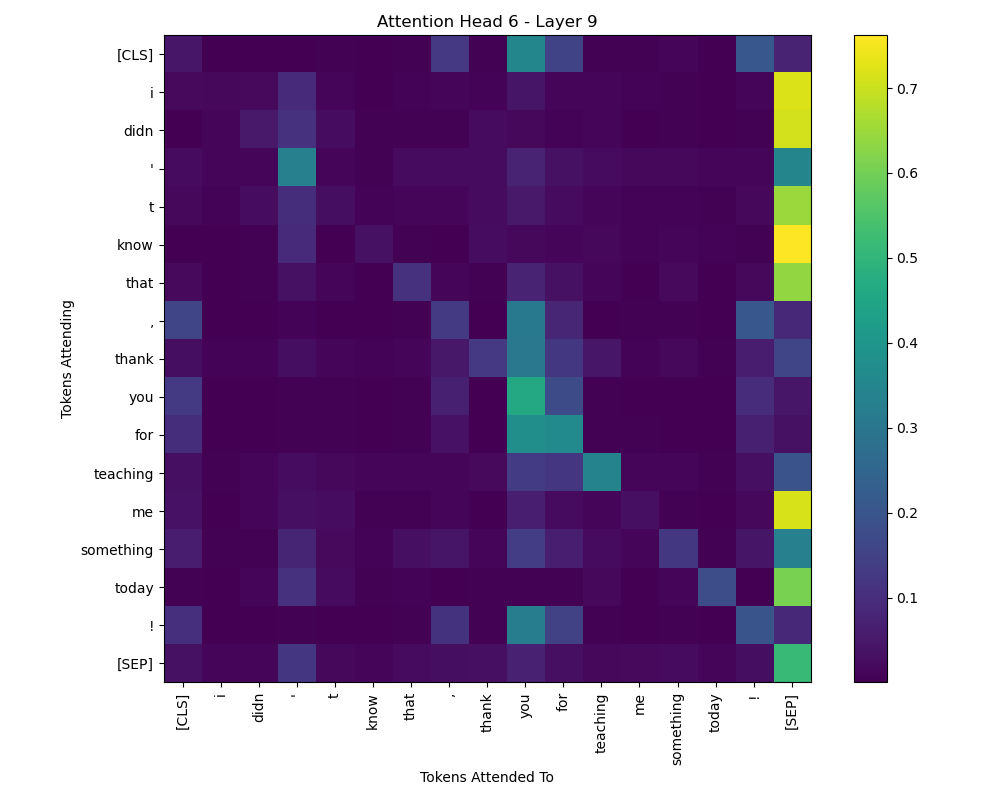 Attention Head 6 - Layer 9
Tokens Attending
[CLS]
i
didn
'
t
know
that
,
thank
you
for
teaching
me
something
today
!
[SEP]
[CLS]
i
didn
'
t
know
that
,
thank
you
for
teaching
me
something
today
!
[SEP]
Tokens Attended To
0.7
0.6
0.5
0.4
0.3
0.2
0.1